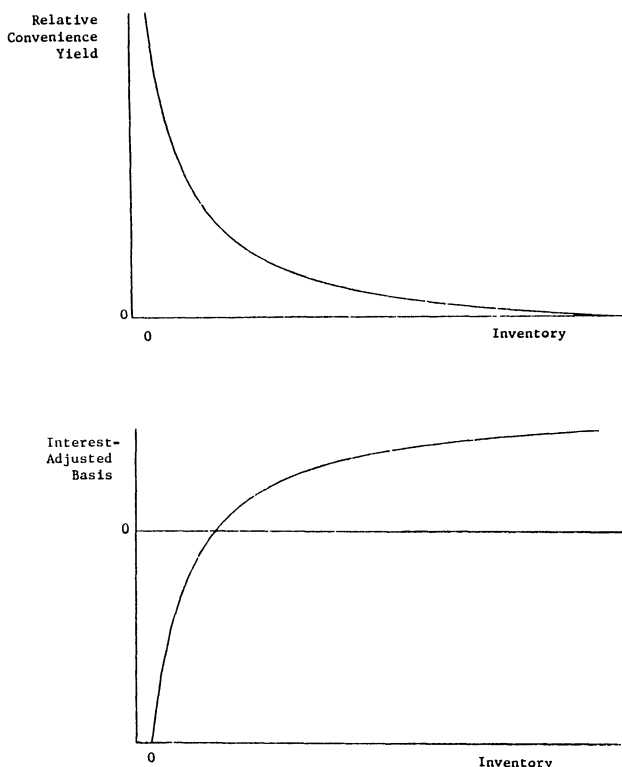 Relative
Convenience
Yield
0
0
Inventory
Interest-
Adjusted
Basis
0
0
Inventory